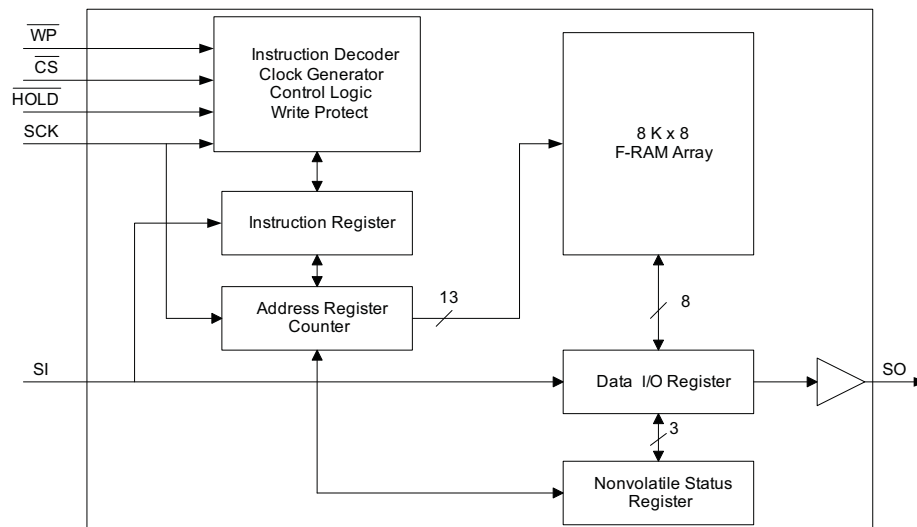 WP
CS
HOLD
SCK
Instruction Decoder
Clock Generator
Control Logic
Write Protect
8 K x 8
F-RAM Array
Instruction Register
Address Register
Counter
13
8
SI
Data I/O Register
SO
3
Nonvolatile Status
Register